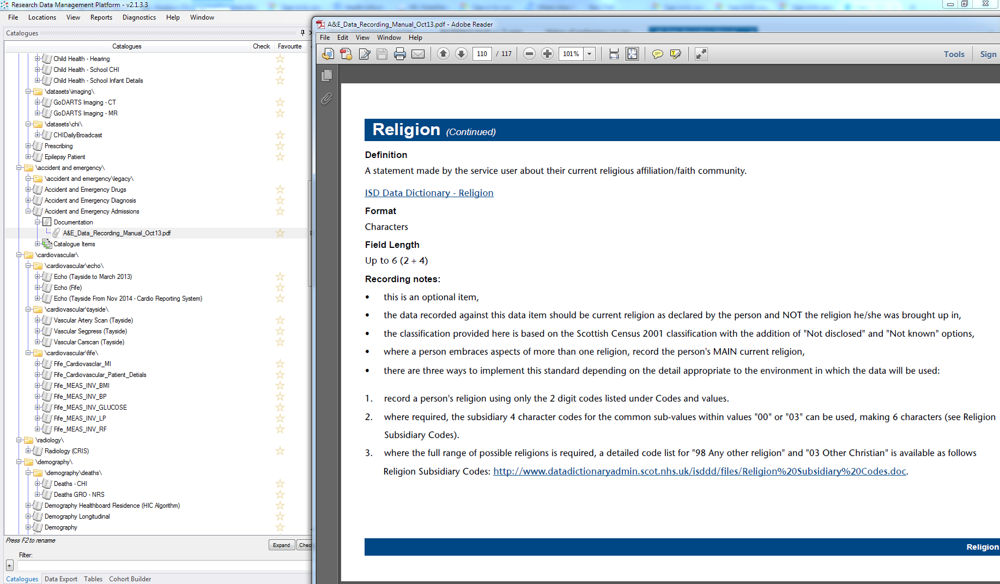 Research Data Management Platform - v2.1.3.3
File Locations View Reports Diagnostics Help Window
Catalogues
Catalogues Check Favourite
Child Health - Hearing
Child Health - School CHI
Child Health - School Infant Details
\datasets\imaging\
GoDARTS Imaging - CT
GoDARTS Imaging - MR
\datasets\chi\
CHIDailyBroadcast
Prescribing
Epilepsy Patient
\accident and emergency\
\accident and emergency\legacy\
Accident and Emergency Drugs
Accident and Emergency Diagnosis
Accident and Emergency Admissions
Documentation
A&E_Data_Recording_Manual_Oct13.pdf
Catalogue Items
\cardiovascular\
\cardiovascular\echo\
Echo (Tayside to March 2013)
Echo (Fife)
Echo (Tayside From Nov 2014 - Cardio Reporting System)
\cardiovascular\tayside\
Vascular Artery Scan (Tayside)
Vascular Segpress (Tayside)
Vascular Carscan (Tayside)
\cardiovascular\fife\
Fife_Cardiovasclar_MI
Fife_Cardiovascular_Patient_Detials
Fife_MEAS_INV_BMI
Fife_MEAS_INV_BP
Fife_MEAS_INV_GLUCOSE
Fife_MEAS_INV_LP
Fife_MEAS_INV_RF
\radiology\
Radiology (CRIS)
\demography\
\demography\deaths\
Deaths - CHI
Deaths GRO - NRS
Demography Healthboard Residence (HIC Algorithm)
Demography Longitudinal
Demography
Press F2 to rename
Expand Chec
Filter:
+
Catalogues Data Export Tables Cohort Builder
A&E_Data_Recording_Manual_Oct13.pdf - Adobe Reader
File Edit View Window Help
110 / 117 101% Tools Sign
Religion (Continued)
Definition
A statement made by the service user about their current religious affiliation/faith community.
ISD Data Dictionary - Religion
Format
Characters
Field Length
Up to 6 (2 + 4)
Recording notes:
• this is an optional item,
• the data recorded against this data item should be current religion as declared by the person and NOT the religion he/she was brought up in,
• the classification provided here is based on the Scottish Census 2001 classification with the addition of "Not disclosed" and "Not known" options,
• where a person embraces aspects of more than one religion, record the person's MAIN current religion,
• there are three ways to implement this standard depending on the detail appropriate to the environment in which the data will be used:
1. record a person's religion using only the 2 digit codes listed under Codes and values.
2. where required, the subsidiary 4 character codes for the common sub-values within values "00" or "03" can be used, making 6 characters (see Religion
Subsidiary Codes).
3. where the full range of possible religions is required, a detailed code list for "98 Any other religion" and "03 Other Christian" is available as follows
Religion Subsidiary Codes: http://www.datadictionaryadmin.scot.nhs.uk/isddd/files/Religion%20Subsidiary%20Codes.doc.
Religion